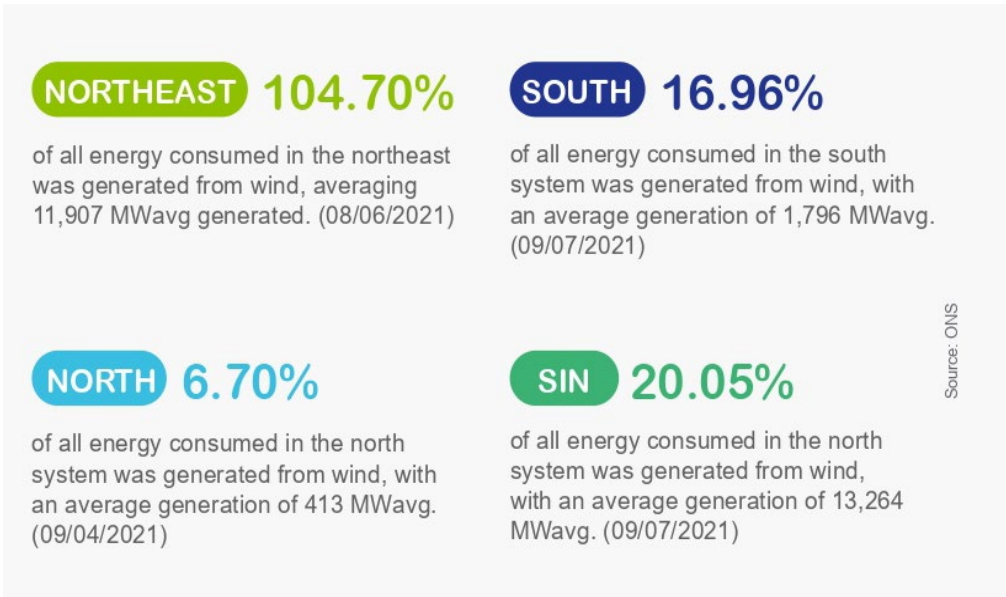 NORTHEAST 104.70%
of all energy consumed in the northeast
was generated from wind, averaging
11,907 MWavg generated. (08/06/2021)
SOUTH 16.96%
of all energy consumed in the south
system was generated from wind, with
an average generation of 1,796 MWavg.
(09/07/2021)
NORTH 6.70%
of all energy consumed in the north
system was generated from wind, with
an average generation of 413 MWavg.
(09/04/2021)
SIN 20.05%
of all energy consumed in the north
system was generated from wind,
with an average generation of 13,264
MWavg. (09/07/2021)
Source: ONS